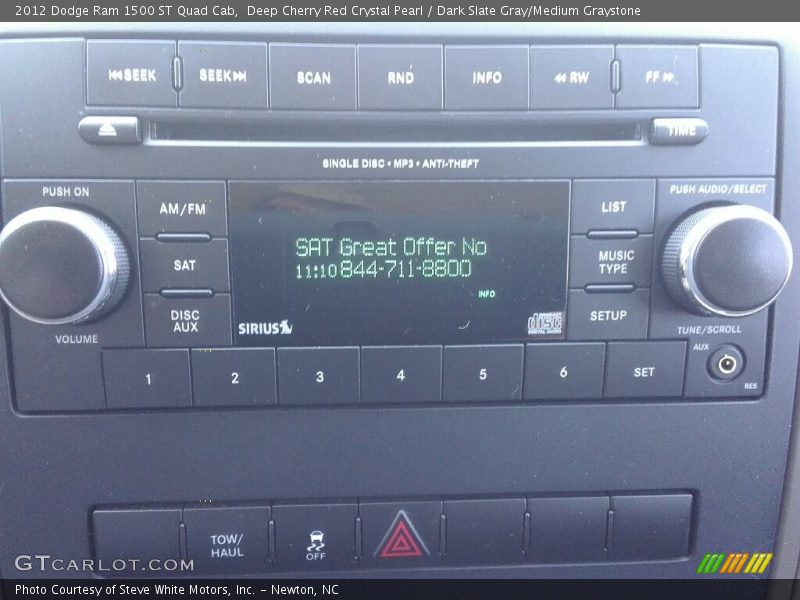 2012 Dodge Ram 1500 ST Quad Cab,  Deep Cherry Red Crystal Pearl / Dark Slate Gray/Medium Graystone
SEEK SEEK SCAN RND INFO RW FF
TIME
SINGLE DISC • MP3 • ANTI-THEFT
PUSH ON
PUSH AUDIO/SELECT
AM/FM
LIST
SAT Great Offer No
11:10 844-711-8800
SAT
MUSIC
TYPE
INFO
DISC
AUX
SETUP
SIRIUS
disc
VOLUME
TUNE/SCROLL
AUX
RES
1 2 3 4 5 6 SET
TOW/
HAUL
OFF
GTCARLOT.COM
Photo Courtesy of Steve White Motors, Inc. – Newton, NC